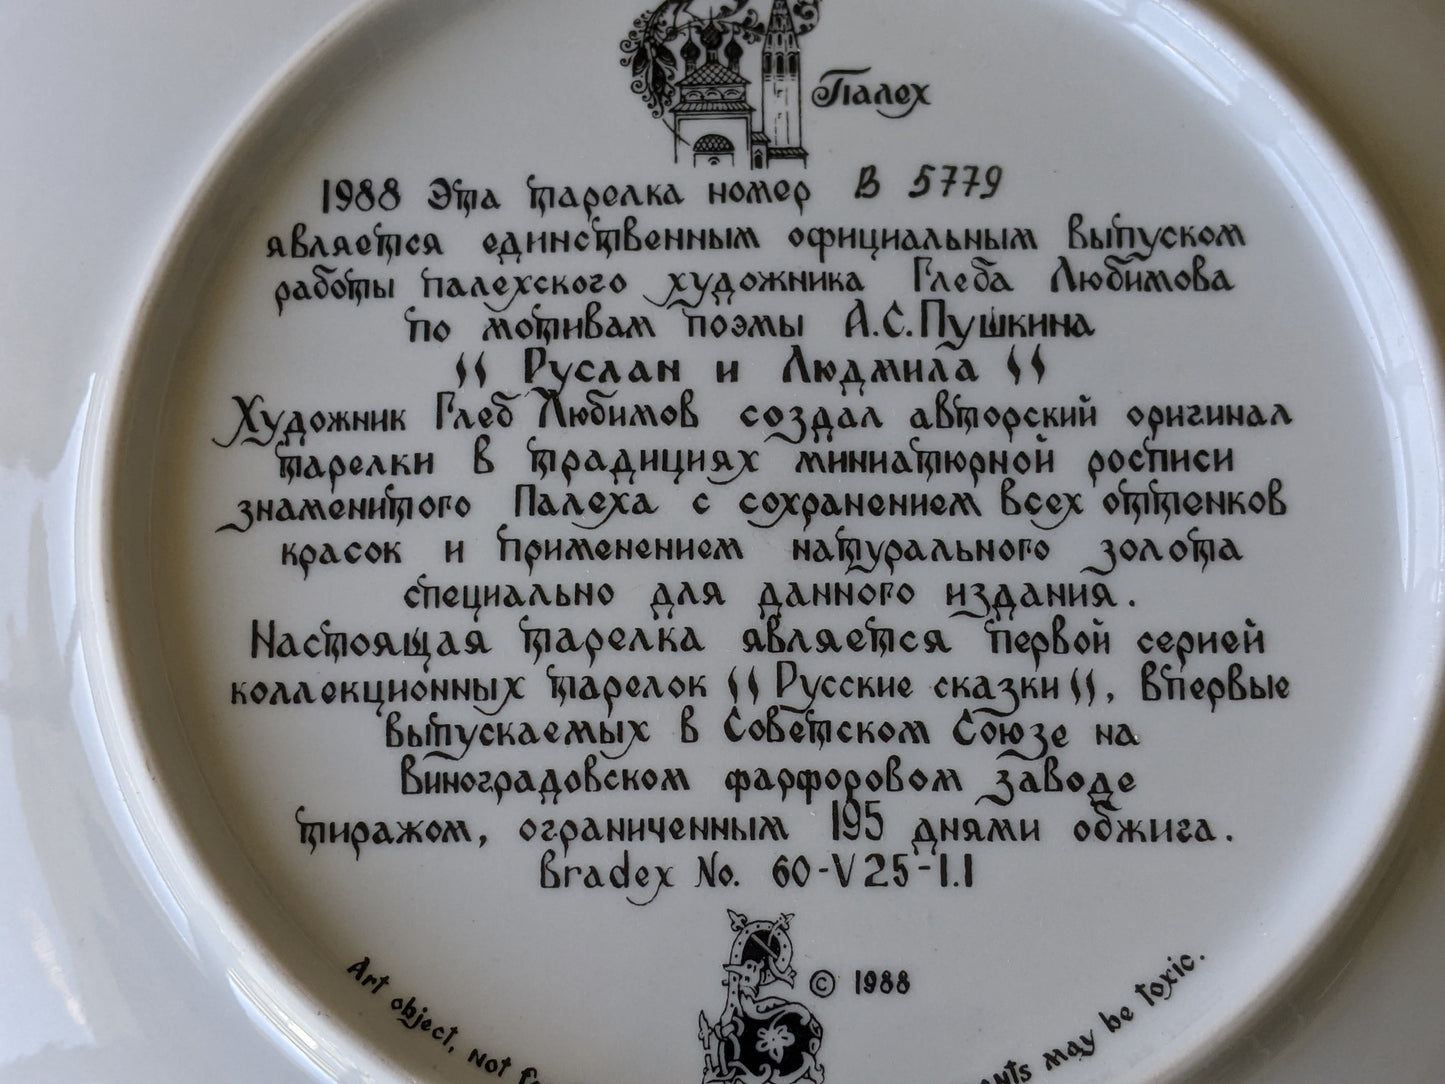 Палех
1988 Эта тарелка номер В 5779
является единственным официальным выпуском
работы палехского художника Глеба Любимова
по мотивам поэмы А.С.Пушкина
" Руслан и Людмила "
Художник Глеб Любимов создал авторский оригинал
тарелки в традициях миниатюрной росписи
знаменитого Палеха с сохранением всех оттенков
красок и применением натурального золота
специально для данного издания.
Настоящая тарелка является первой серией
коллекционных тарелок "Русские сказки", впервые
выпускаемых в Советском Союзе на
Виноградовском фарфоровом заводе
тиражом, ограниченным 195 днями обжига.
Bradex No. 60-V25-1.1
© 1988
Art object, not may be toxic.